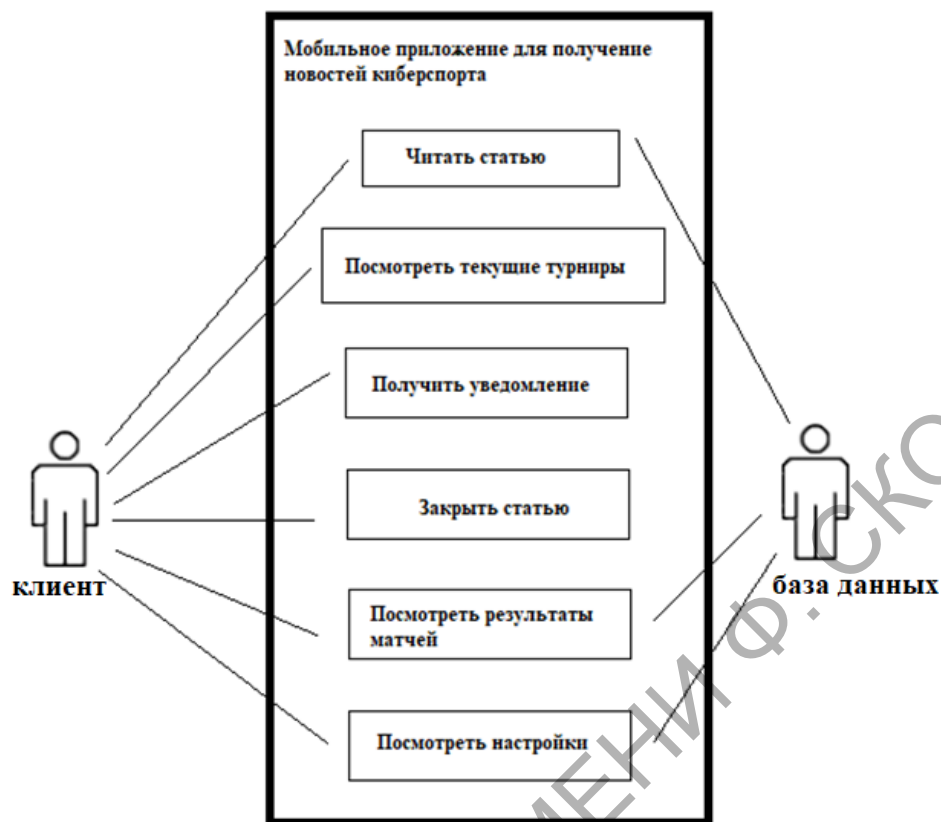 Мобильное приложение для получение
новостей киберспорта
Читать статью
Посмотреть текущие турниры
Получить уведомление
Закрыть статью
Посмотреть результаты
матчей
Посмотреть настройки
клиент
база данных
Ф.